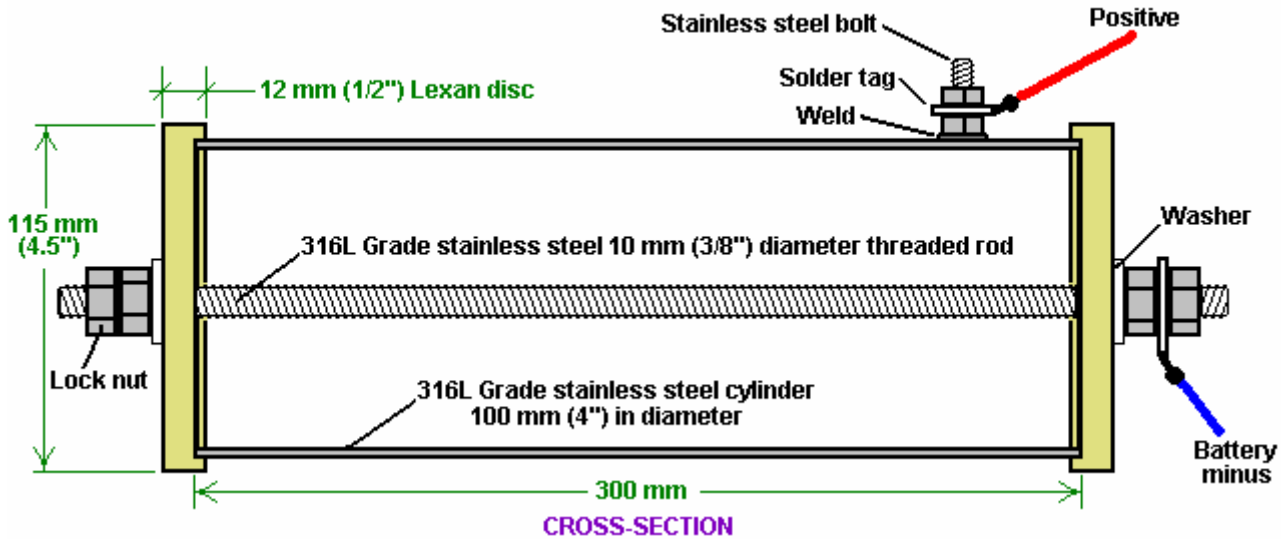 Stainless steel bolt
Positive
12 mm (1/2") Lexan disc
Solder tag
Weld
115 mm
(4.5")
316L Grade stainless steel 10 mm (3/8") diameter threaded rod
Washer
Lock nut
316L Grade stainless steel cylinder
100 mm (4") in diameter
Battery
minus
300 mm
CROSS-SECTION